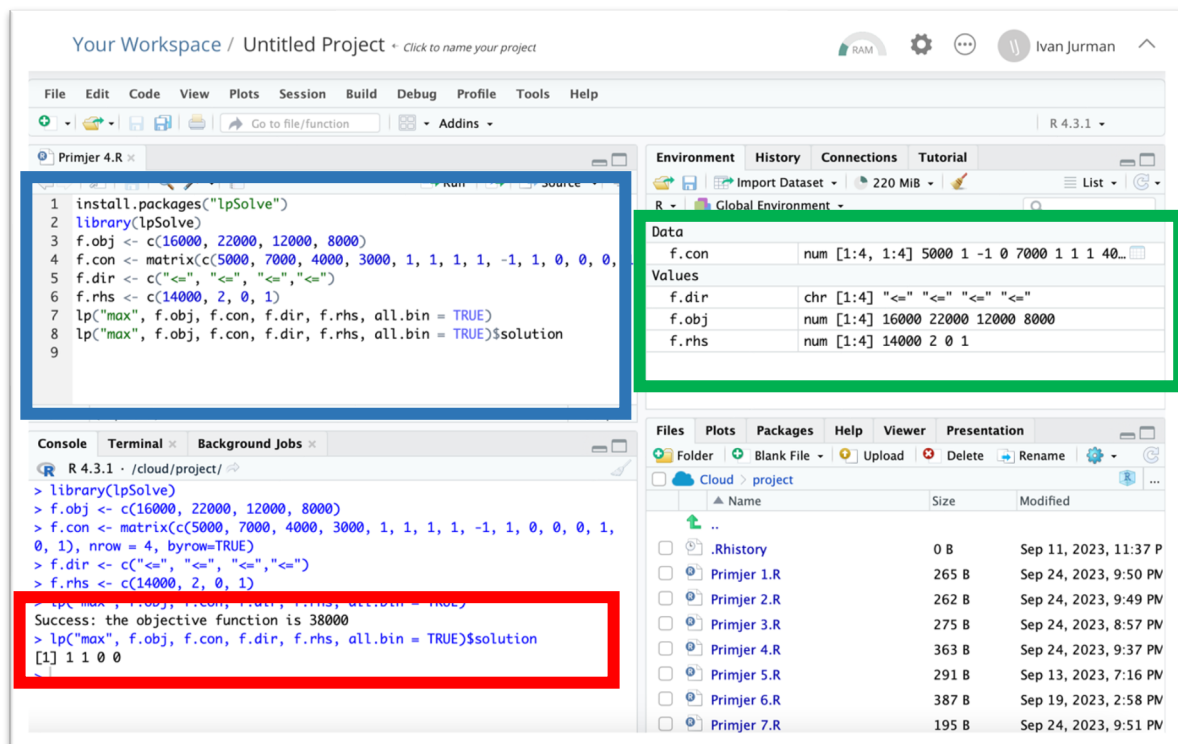 Your Workspace / Untitled Project Click to name your project
RAM
IJ Ivan Jurman
File Edit Code View Plots Session Build Debug Profile Tools Help
Go to file/function Addins R 4.3.1
Primjer 4.R
Run Source
1 install.packages("lpSolve")
2 library(lpSolve)
3 f.obj <- c(16000, 22000, 12000, 8000)
4 f.con <- matrix(c(5000, 7000, 4000, 3000, 1, 1, 1, 1, -1, 1, 0, 0, 0,
5 f.dir <- c("<=", "<=", "<=","<=")
6 f.rhs <- c(14000, 2, 0, 1)
7 lp("max", f.obj, f.con, f.dir, f.rhs, all.bin = TRUE)
8 lp("max", f.obj, f.con, f.dir, f.rhs, all.bin = TRUE)$solution
9
Console Terminal Background Jobs
R R 4.3.1 · /cloud/project/
> library(lpSolve)
> f.obj <- c(16000, 22000, 12000, 8000)
> f.con <- matrix(c(5000, 7000, 4000, 3000, 1, 1, 1, 1, -1, 1, 0, 0, 0, 1,
0, 1), nrow = 4, byrow=TRUE)
> f.dir <- c("<=", "<=", "<=","<=")
> f.rhs <- c(14000, 2, 0, 1)
> lp("max", f.obj, f.con, f.dir, f.rhs, all.bin = TRUE)
Success: the objective function is 38000
> lp("max", f.obj, f.con, f.dir, f.rhs, all.bin = TRUE)$solution
[1] 1 1 0 0
>
Environment History Connections Tutorial
Import Dataset 220 MiB List
R Global Environment
Data
f.con num [1:4, 1:4] 5000 1 -1 0 7000 1 1 1 40…
Values
f.dir chr [1:4] "<=" "<=" "<=" "<="
f.obj num [1:4] 16000 22000 12000 8000
f.rhs num [1:4] 14000 2 0 1
Files Plots Packages Help Viewer Presentation
Folder Blank File Upload Delete Rename
Cloud > project R ...
Name Size Modified
..
.Rhistory 0 B Sep 11, 2023, 11:37 P
Primjer 1.R 265 B Sep 24, 2023, 9:50 PM
Primjer 2.R 262 B Sep 24, 2023, 9:49 PM
Primjer 3.R 275 B Sep 24, 2023, 8:57 PM
Primjer 4.R 363 B Sep 24, 2023, 9:37 PM
Primjer 5.R 291 B Sep 13, 2023, 7:16 PM
Primjer 6.R 387 B Sep 19, 2023, 2:58 PM
Primjer 7.R 195 B Sep 24, 2023, 9:51 PM